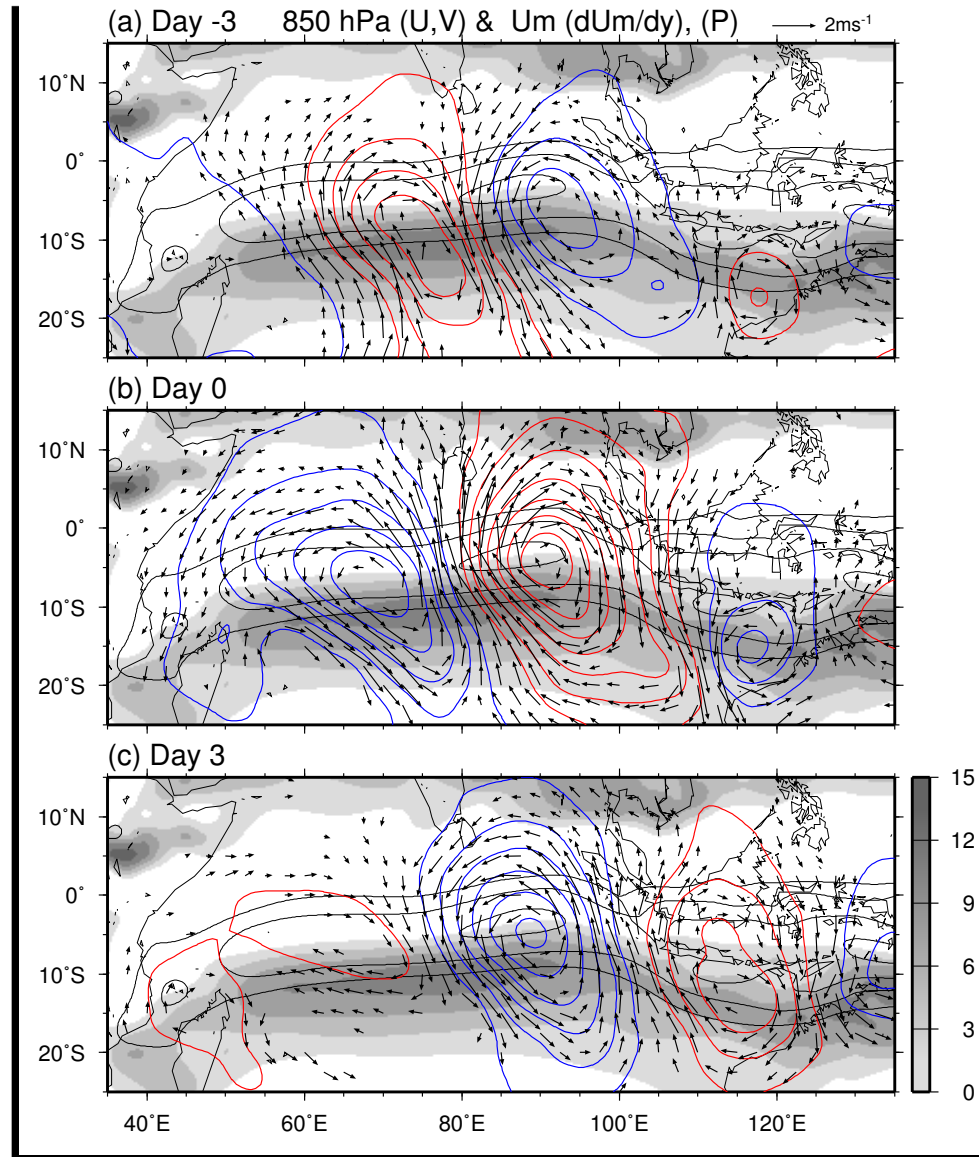 (a) Day -3 850 hPa (U,V) & Um (dUm/dy), (P) 2ms⁻¹
10˚N
0˚
10˚S
20˚S
(b) Day 0
10˚N
0˚
10˚S
20˚S
(c) Day 3
10˚N
0˚
10˚S
20˚S
40˚E 60˚E 80˚E 100˚E 120˚E
15
12
9
6
3
0